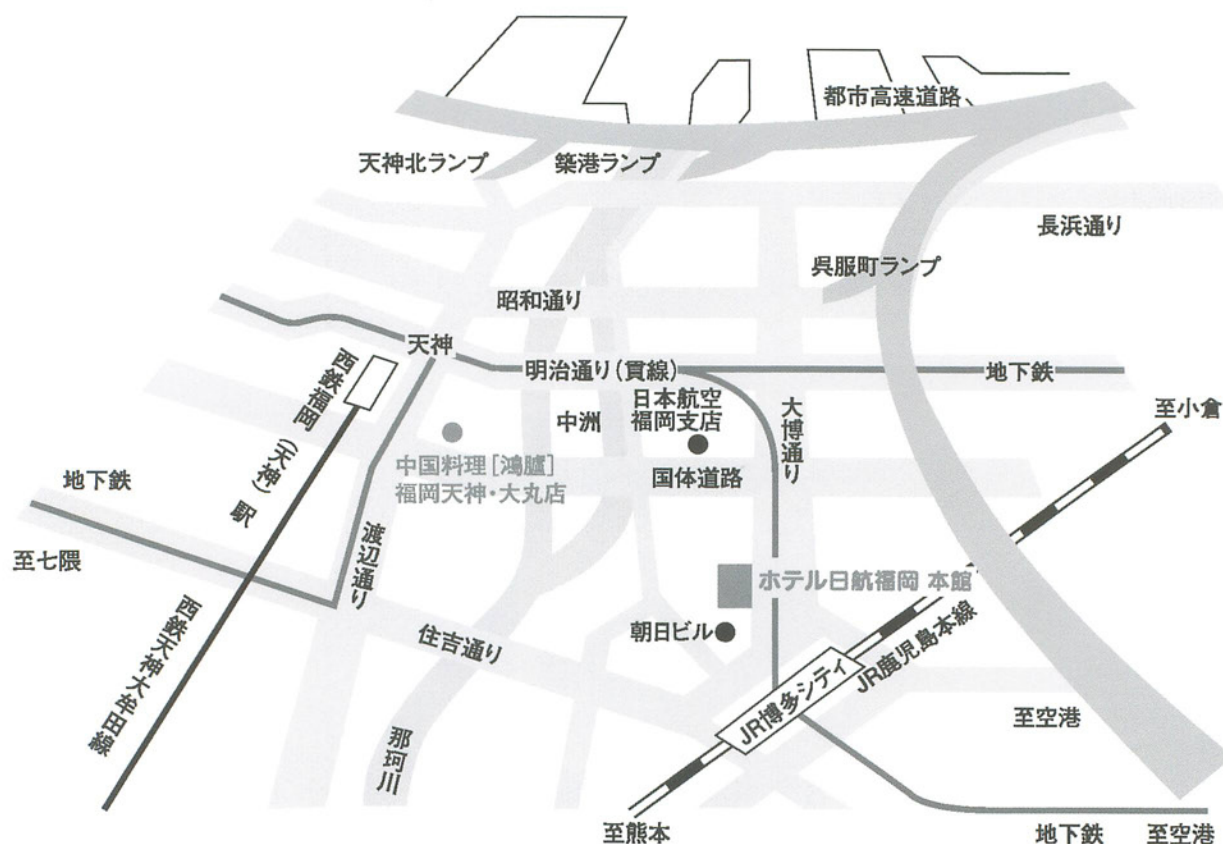 都市高速道路
天神北ランプ
築港ランプ
長浜通り
呉服町ランプ
昭和通り
天神
明治通り（貫線）
地下鉄
西鉄福岡（天神）駅
中洲
日本航空
福岡支店
大博通り
至小倉
中国料理［鴻臚］
福岡天神・大丸店
国体道路
地下鉄
至七隈
渡辺通り
ホテル日航福岡 本館
朝日ビル
住吉通り
西鉄天神大牟田線
JR博多シティ
JR鹿児島本線
那珂川
至空港
至熊本
地下鉄
至空港